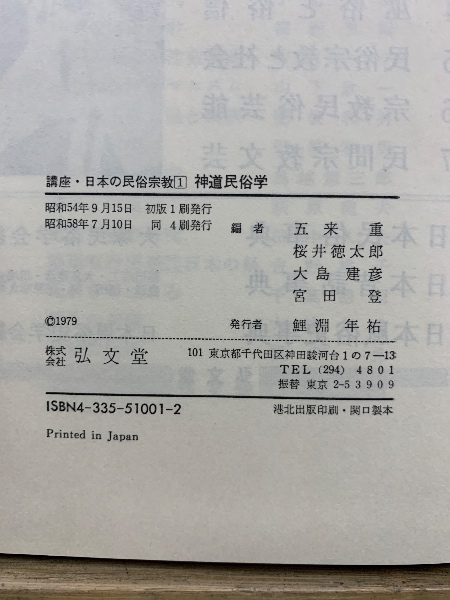 講座・日本の民俗宗教1 神道民俗学
昭和54年9月15日 初版1刷発行
昭和58年7月10日 同 4刷発行
編者 五来重
桜井徳太郎
大島建彦
宮田登
©1979
発行者 鯉淵年祐
株式会社 弘文堂
101 東京都千代田区神田駿河台1の7―13
TEL (294) 4801
振替 東京 2-53909
ISBN4-335-51001-2
港北出版印刷・関口製本
Printed in Japan